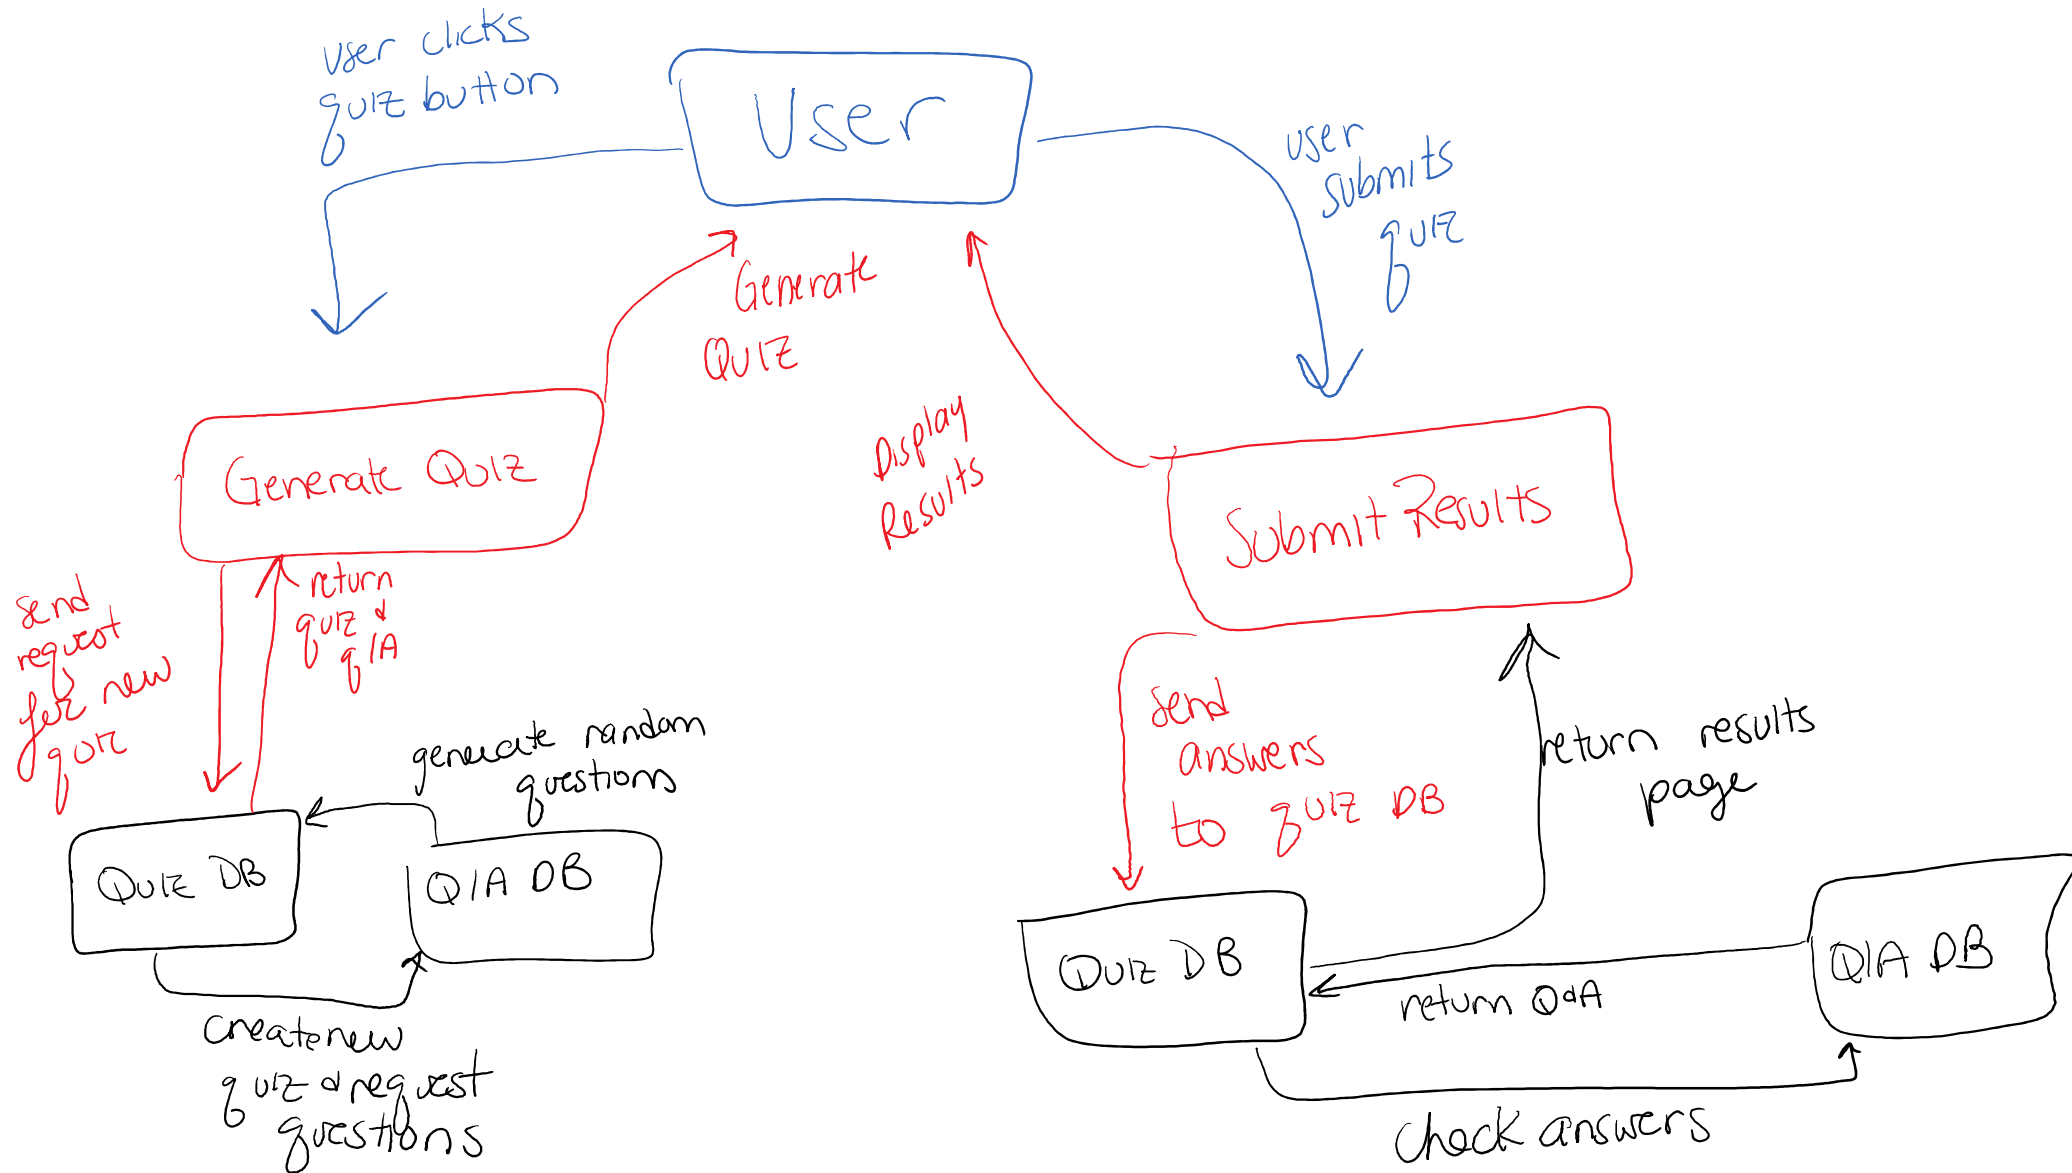 User clicks
quiz button
User
user
submits
quiz
Generate
Quiz
Display
Results
Generate Quiz
Submit Results
send
request
for new
quiz
return
quiz &
q/A
generate random
questions
Quiz DB
Q/A DB
create new
quiz & request
questions
Send
answers
to quiz DB
return results
page
Quiz DB
Q/A DB
return Q&A
check answers